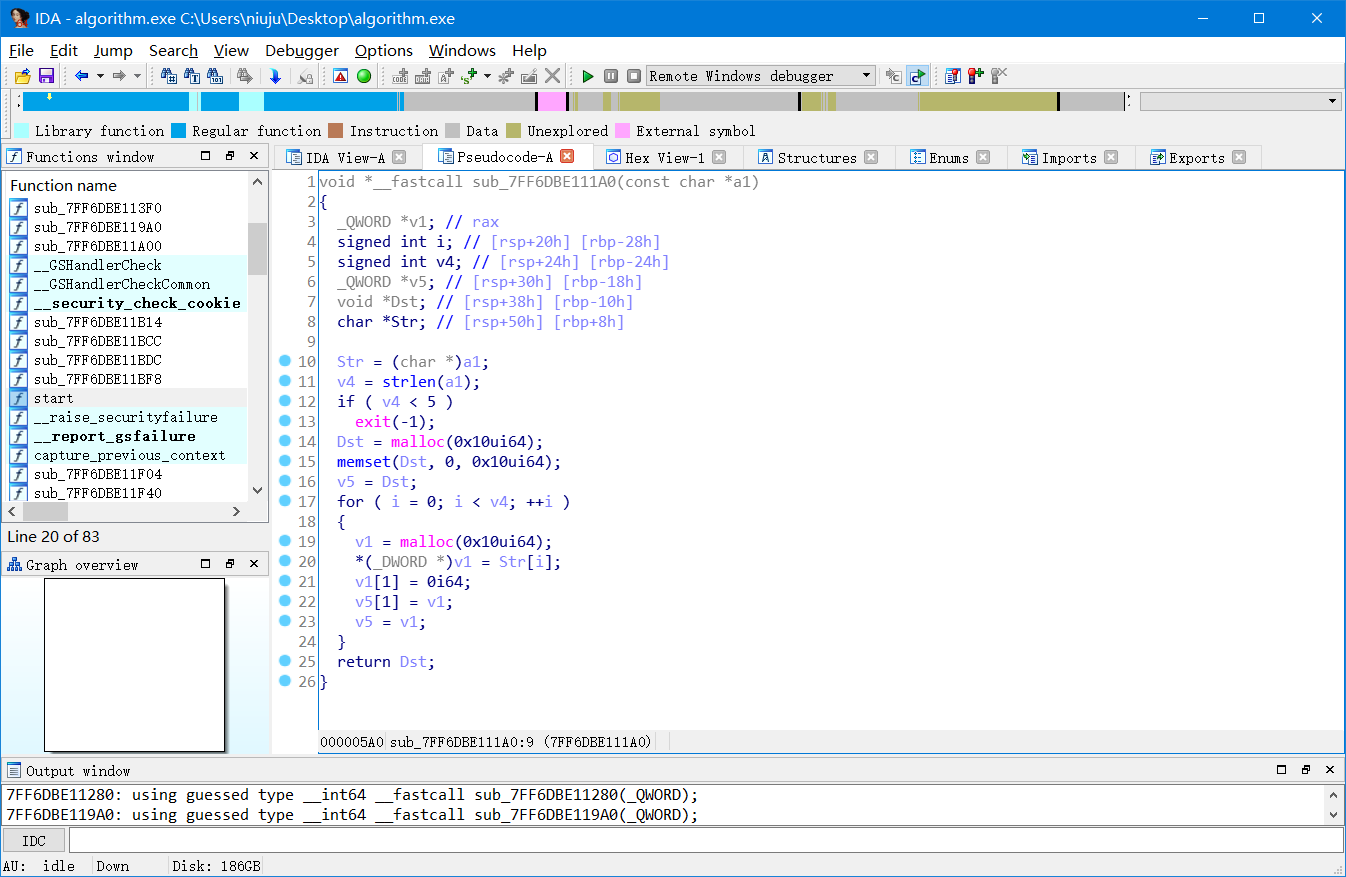 IDA - algorithm.exe C:\Users\niuju\Desktop\algorithm.exe
File Edit Jump Search View Debugger Options Windows Help
Remote Windows debugger
Library function Regular function Instruction Data Unexplored External symbol
Functions window
IDA View-A Pseudocode-A Hex View-1 Structures Enums Imports Exports
Function name
sub_7FF6DBE113F0
sub_7FF6DBE119A0
sub_7FF6DBE11A00
__GSHandlerCheck
__GSHandlerCheckCommon
__security_check_cookie
sub_7FF6DBE11B14
sub_7FF6DBE11BCC
sub_7FF6DBE11BDC
sub_7FF6DBE11BF8
start
__raise_securityfailure
__report_gsfailure
capture_previous_context
sub_7FF6DBE11F04
sub_7FF6DBE11F40
Line 20 of 83
Graph overview
1 void *__fastcall sub_7FF6DBE111A0(const char *a1)
2 {
3 _QWORD *v1; // rax
4 signed int i; // [rsp+20h] [rbp-28h]
5 signed int v4; // [rsp+24h] [rbp-24h]
6 _QWORD *v5; // [rsp+30h] [rbp-18h]
7 void *Dst; // [rsp+38h] [rbp-10h]
8 char *Str; // [rsp+50h] [rbp+8h]
9
10 Str = (char *)a1;
11 v4 = strlen(a1);
12 if ( v4 < 5 )
13 exit(-1);
14 Dst = malloc(0x10ui64);
15 memset(Dst, 0, 0x10ui64);
16 v5 = Dst;
17 for ( i = 0; i < v4; ++i )
18 {
19 v1 = malloc(0x10ui64);
20 *(_DWORD *)v1 = Str[i];
21 v1[1] = 0i64;
22 v5[1] = v1;
23 v5 = v1;
24 }
25 return Dst;
26 }
000005A0 sub_7FF6DBE111A0:9 (7FF6DBE111A0)
Output window
7FF6DBE11280: using guessed type __int64 __fastcall sub_7FF6DBE11280(_QWORD);
7FF6DBE119A0: using guessed type __int64 __fastcall sub_7FF6DBE119A0(_QWORD);
IDC
AU: idle Down Disk: 186GB